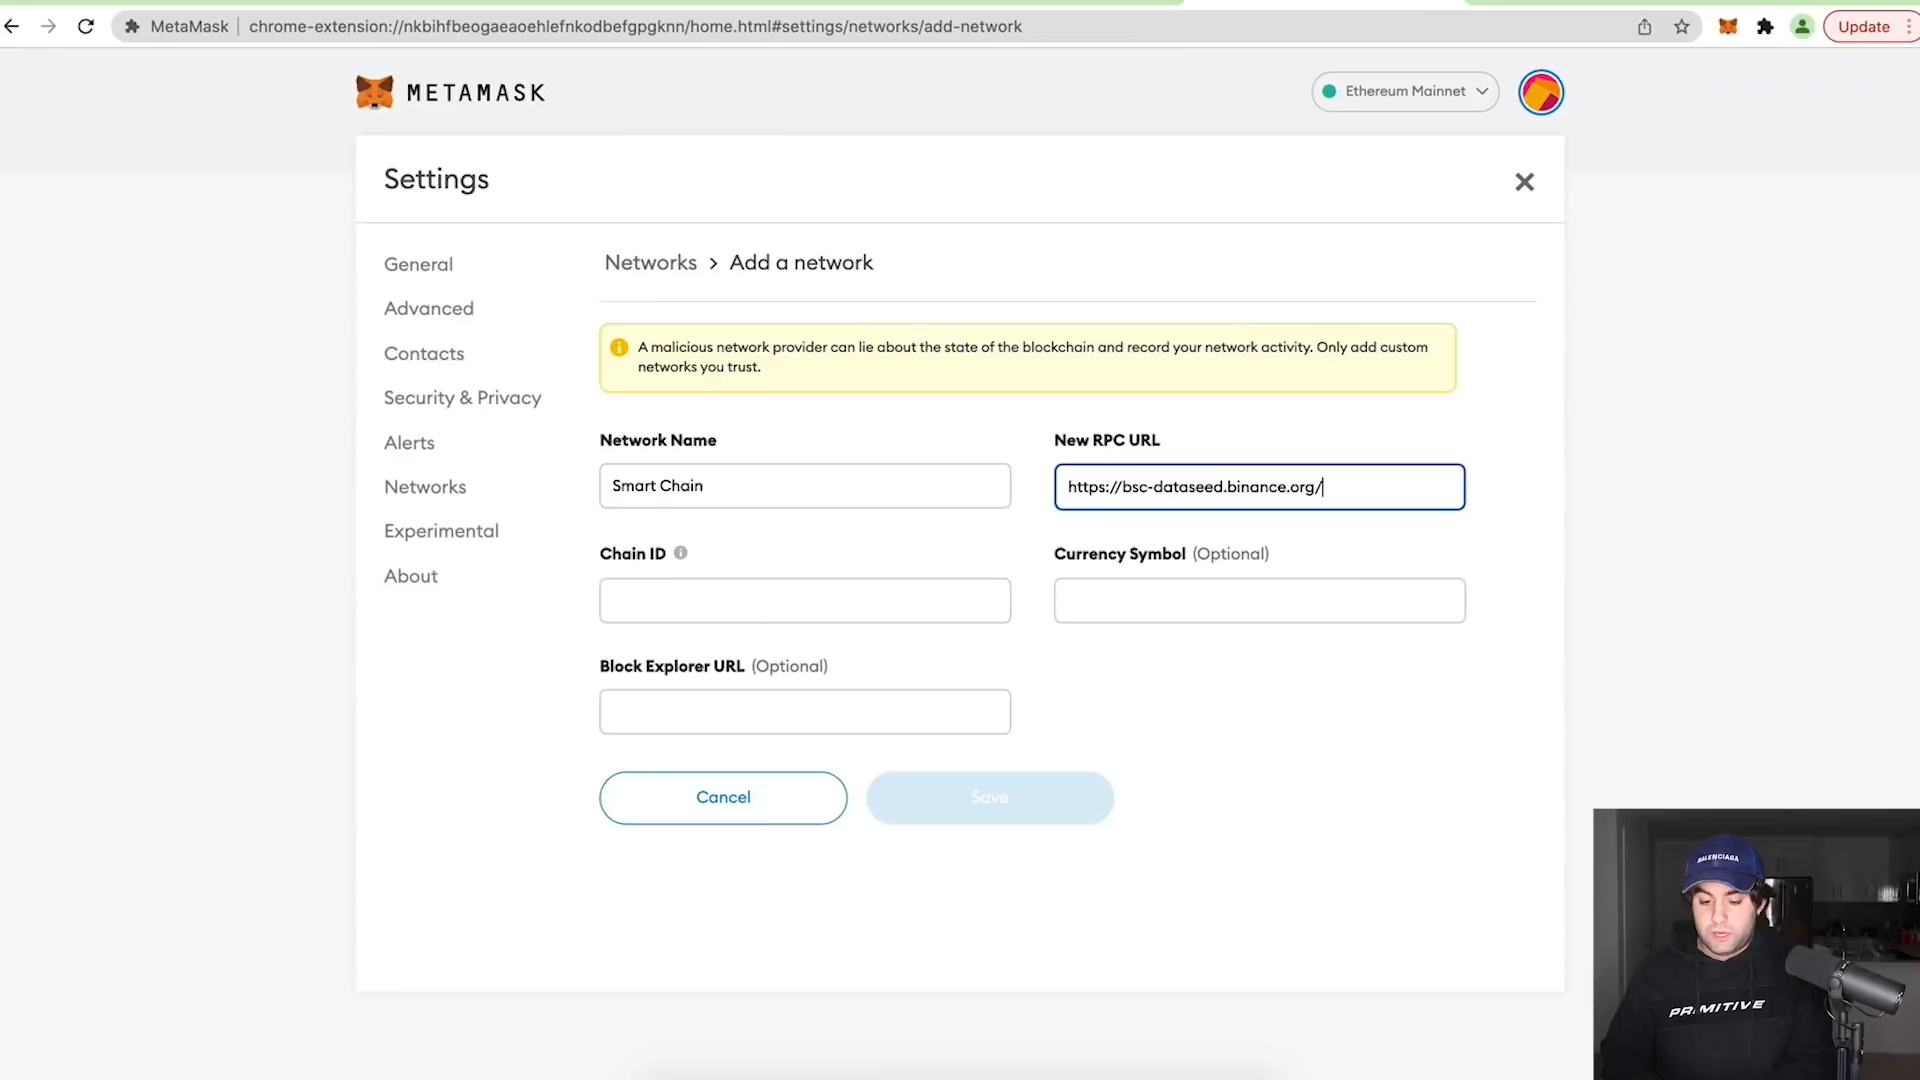 MetaMask
chrome-extension://nkbihfbeogaeaoehlefnkodbefgpgknn/home.html#settings/networks/add-network
Update
METAMASK
Ethereum Mainnet
Settings
General
Advanced
Contacts
Security & Privacy
Alerts
Networks
Experimental
About
Networks > Add a network
A malicious network provider can lie about the state of the blockchain and record your network activity. Only add custom
networks you trust.
Network Name
Smart Chain
New RPC URL
https://bsc-dataseed.binance.org/
Chain ID
Currency Symbol (Optional)
Block Explorer URL (Optional)
Cancel
Save
BALENCIAGA
PRIMITIVE